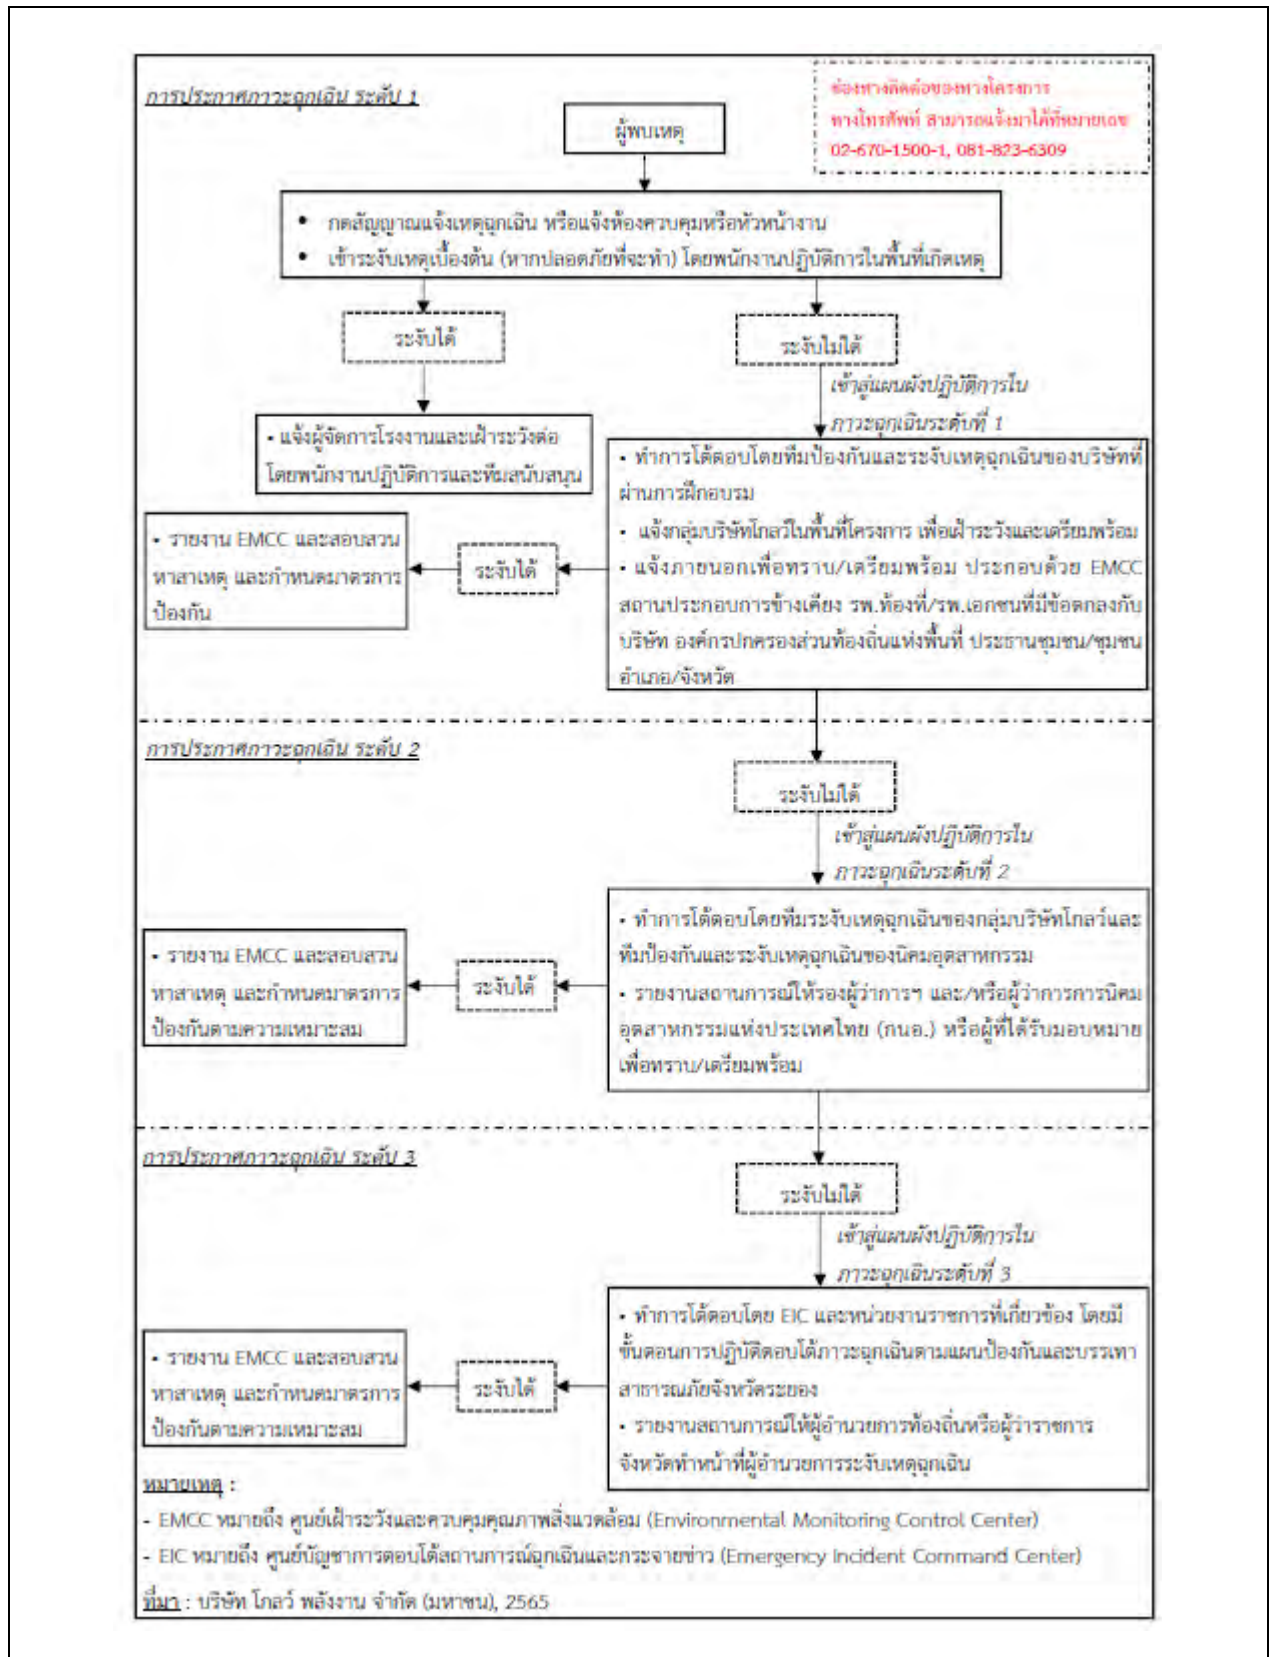 การประกาศภาวะฉุกเฉิน ระดับ 1
ช่องทางติดต่อของทางโครงการ
ทางโทรศัพท์ สามารถแจ้งมาได้ที่หมายเลข
02-670-1500-1, 081-823-6309
ผู้พบเหตุ
• กดสัญญาณแจ้งเหตุฉุกเฉิน หรือแจ้งห้องควบคุมหรือหัวหน้างาน
• เข้าระงับเหตุเบื้องต้น (หากปลอดภัยที่จะทำ) โดยพนักงานปฏิบัติการในพื้นที่เกิดเหตุ
ระงับได้
ระงับไม่ได้
เข้าสู่แผนผังปฏิบัติการใน
ภาวะฉุกเฉินระดับที่ 1
• แจ้งผู้จัดการโรงงานและเฝ้าระวังต่อ
โดยพนักงานปฏิบัติการและทีมสนับสนุน
• ทำการโต้ตอบโดยทีมป้องกันและระงับเหตุฉุกเฉินของบริษัทที่
ผ่านการฝึกอบรม
• แจ้งกลุ่มบริษัทโกลว์ในพื้นที่โครงการ เพื่อเฝ้าระวังและเตรียมพร้อม
• แจ้งภายนอกเพื่อทราบ/เตรียมพร้อม ประกอบด้วย EMCC
สถานประกอบการข้างเคียง รพ.ท้องที่/รพ.เอกชนที่มีข้อตกลงกับ
บริษัท องค์กรปกครองส่วนท้องถิ่นแห่งพื้นที่ ประธานชุมชน/ชุมชน
อำเภอ/จังหวัด
ระงับได้
• รายงาน EMCC และสอบสวน
หาสาเหตุ และกำหนดมาตรการ
ป้องกัน
การประกาศภาวะฉุกเฉิน ระดับ 2
ระงับไม่ได้
เข้าสู่แผนผังปฏิบัติการใน
ภาวะฉุกเฉินระดับที่ 2
• ทำการโต้ตอบโดยทีมระงับเหตุฉุกเฉินของกลุ่มบริษัทโกลว์และ
ทีมป้องกันและระงับเหตุฉุกเฉินของนิคมอุตสาหกรรม
• รายงานสถานการณ์ให้รองผู้ว่าการฯ และ/หรือผู้ว่าการการนิคม
อุตสาหกรรมแห่งประเทศไทย (กนอ.) หรือผู้ที่ได้รับมอบหมาย
เพื่อทราบ/เตรียมพร้อม
ระงับได้
• รายงาน EMCC และสอบสวน
หาสาเหตุ และกำหนดมาตรการ
ป้องกันตามความเหมาะสม
การประกาศภาวะฉุกเฉิน ระดับ 3
ระงับไม่ได้
เข้าสู่แผนผังปฏิบัติการใน
ภาวะฉุกเฉินระดับที่ 3
• ทำการโต้ตอบโดย EIC และหน่วยงานราชการที่เกี่ยวข้อง โดยมี
ขั้นตอนการปฏิบัติตอบโต้ภาวะฉุกเฉินตามแผนป้องกันและบรรเทา
สาธารณภัยจังหวัดระยอง
• รายงานสถานการณ์ให้ผู้อำนวยการท้องถิ่นหรือผู้ว่าราชการ
จังหวัดทำหน้าที่ผู้อำนวยการระงับเหตุฉุกเฉิน
ระงับได้
• รายงาน EMCC และสอบสวน
หาสาเหตุ และกำหนดมาตรการ
ป้องกันตามความเหมาะสม
หมายเหตุ :
- EMCC หมายถึง ศูนย์เฝ้าระวังและควบคุมคุณภาพสิ่งแวดล้อม (Environmental Monitoring Control Center)
- EIC หมายถึง ศูนย์บัญชาการตอบโต้สถานการณ์ฉุกเฉินและกระจายข่าว (Emergency Incident Command Center)
ที่มา : บริษัท โกลว์ พลังงาน จำกัด (มหาชน), 2565